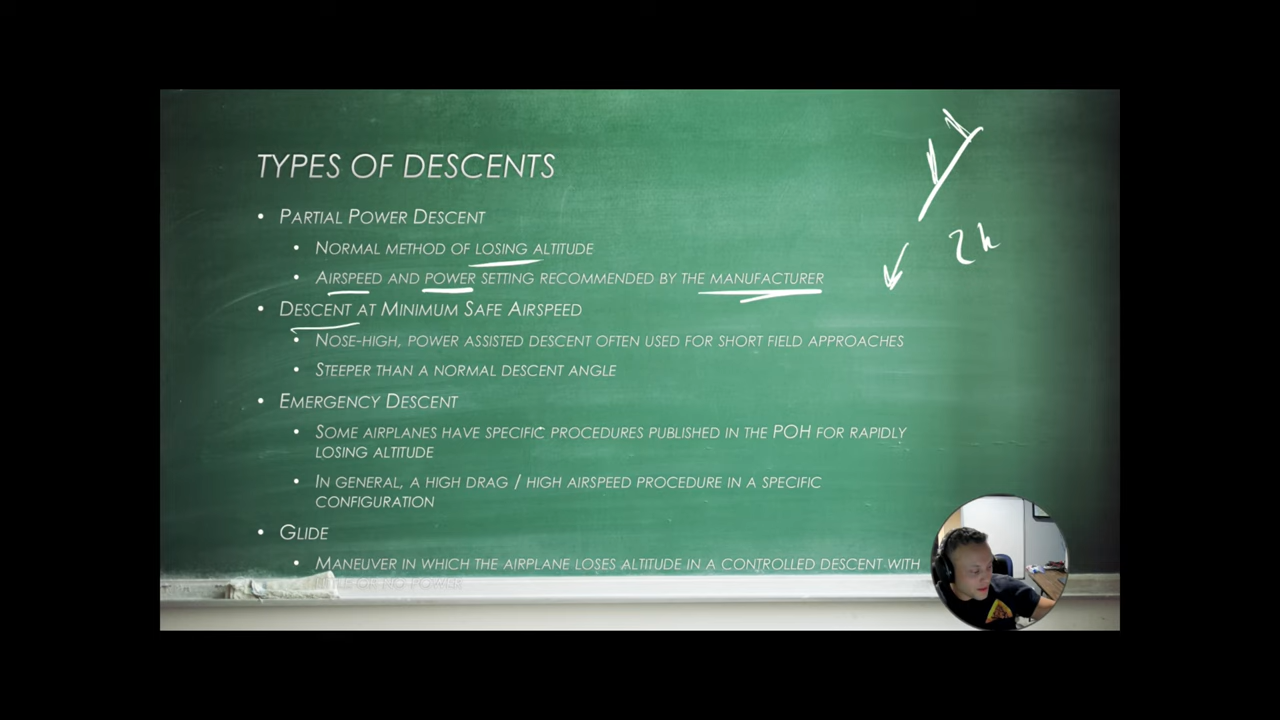 TYPES OF DESCENTS
• PARTIAL POWER DESCENT
• NORMAL METHOD OF LOSING ALTITUDE
• AIRSPEED AND POWER SETTING RECOMMENDED BY THE MANUFACTURER
• DESCENT AT MINIMUM SAFE AIRSPEED
• NOSE-HIGH, POWER ASSISTED DESCENT OFTEN USED FOR SHORT FIELD APPROACHES
• STEEPER THAN A NORMAL DESCENT ANGLE
• EMERGENCY DESCENT
• SOME AIRPLANES HAVE SPECIFIC PROCEDURES PUBLISHED IN THE POH FOR RAPIDLY
LOSING ALTITUDE
• IN GENERAL, A HIGH DRAG / HIGH AIRSPEED PROCEDURE IN A SPECIFIC
CONFIGURATION
• GLIDE
• MANEUVER IN WHICH THE AIRPLANE LOSES ALTITUDE IN A CONTROLLED DESCENT WITH
OR NO POWER